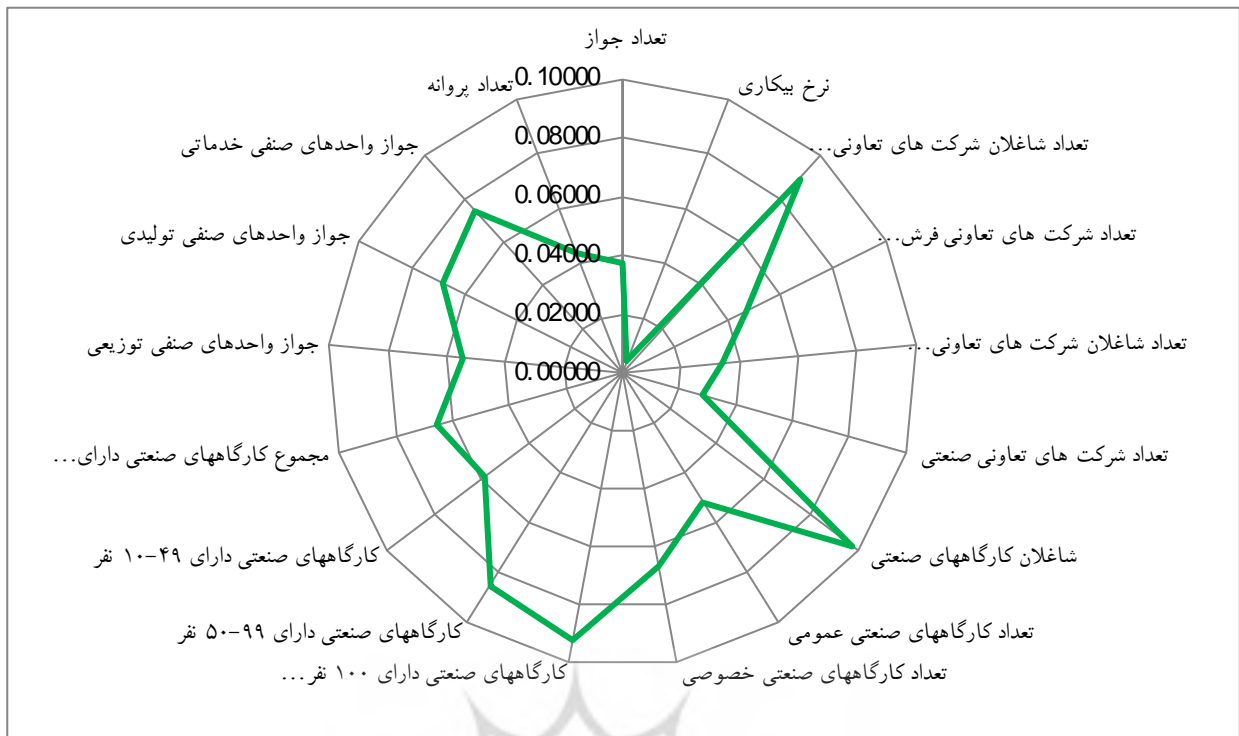 تعداد جواز
نرخ بیکاری
تعداد شاغلان شرکت های تعاونی...
تعداد شرکت های تعاونی فرش...
تعداد شاغلان شرکت های تعاونی...
تعداد شرکت های تعاونی صنعتی
شاغلان کارگاههای صنعتی
تعداد کارگاههای صنعتی عمومی
تعداد کارگاههای صنعتی خصوصی
کارگاههای صنعتی دارای ۱۰۰ نفر...
کارگاههای صنعتی دارای ۹۹-۵۰ نفر
کارگاههای صنعتی دارای ۴۹-۱۰ نفر
مجموع کارگاههای صنعتی دارای...
جواز واحدهای صنفی توزیعی
جواز واحدهای صنفی تولیدی
جواز واحدهای صنفی خدماتی
تعداد پروانه
0.10000
0.08000
0.06000
0.04000
0.02000
0.00000